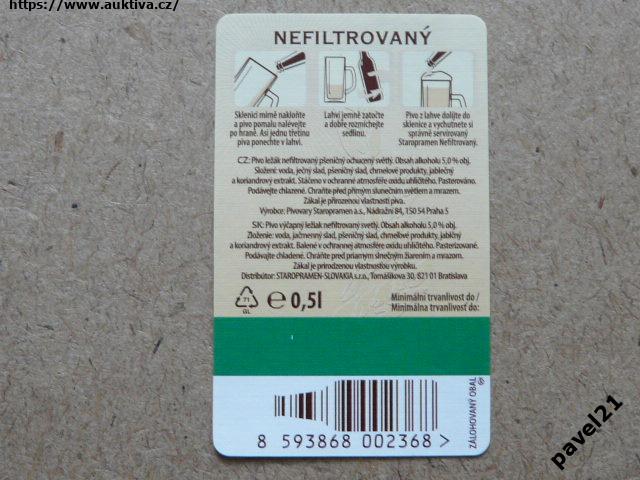 https://www.auktiva.cz/
NEFILTROVANÝ
Sklenici mírně nakloňte
a pivo pomalu nalévejte
po hraně. Asi jednu třetinu
piva ponechte v lahvi.
Lahví jemně zatočte
a dobře rozmíchejte
sedlinu.
Pivo z lahve dolijte do
sklenice a vychutnete si
správně servírovaný
Staropramen Nefiltrovaný.
CZ: Pivo ležák nefiltrovaný pšeničný ochucený světlý. Obsah alkoholu 5,0 % obj.
Složení: voda, ječný slad, pšeničný slad, chmelové produkty, jablečný
a koriandrový extrakt. Stáčeno v ochranné atmosféře oxidu uhličitého. Pasterováno.
Podávejte chlazené. Chraňte před přímým slunečním světlem a mrazem.
Zákal je přirozenou vlastností piva.
Výrobce: Pivovary Staropramen a.s., Nádražní 84, 150 54 Praha 5
SK: Pivo výčapný ležiak nefiltrovaný svetlý. Obsah alkoholu 5,0 % obj.
Zloženie: voda, jačmenný slad, pšeničný slad, chmeľové produkty, jablčný
a koriandrový extrakt. Balené v ochrannej atmosfére oxidu uhličitého. Pasterizované.
Podávajte chladené. Chráňte pred priamym slnečným žiarením a mrazom.
Zákal je prirodzenou vlastnosťou výrobku.
Distribútor: STAROPRAMEN-SLOVAKIA s.r.o., Tomášikova 30, 821 01 Bratislava
71
GL
℮ 0,5l
Minimální trvanlivost do /
Minimálna trvanlivosť do:
ZÁLOHOVANÝ OBAL
8 593868 002368 >
pavel21